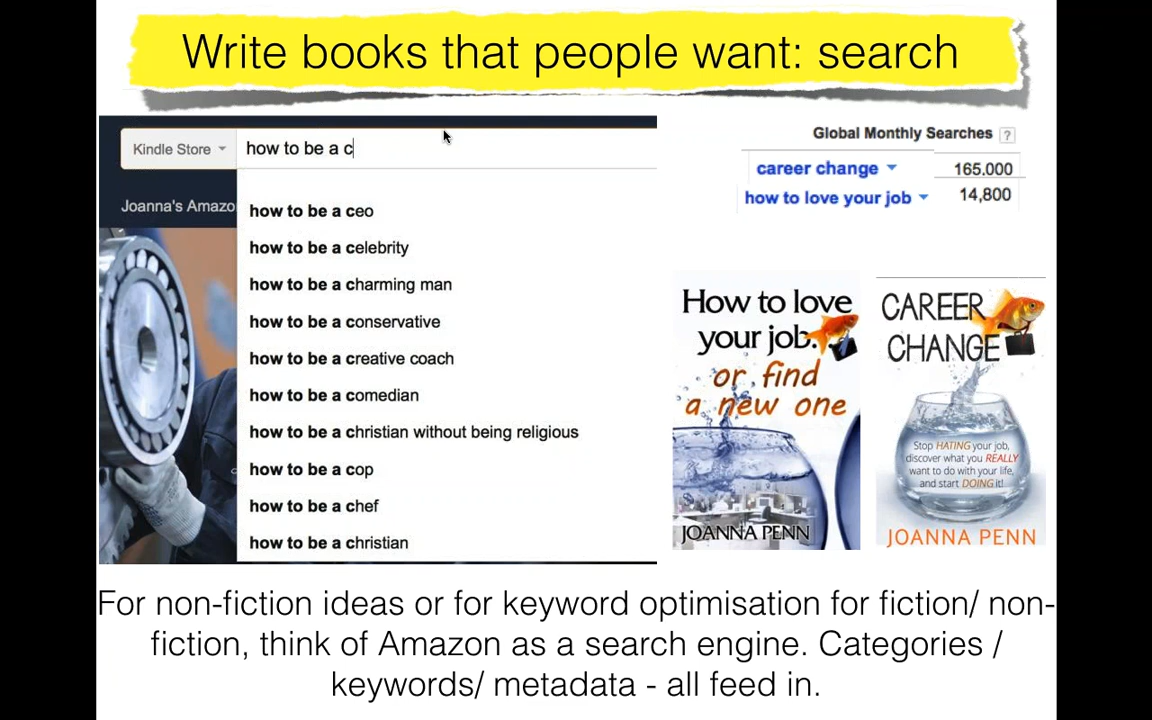 Write books that people want: search
Kindle Store
how to be a c
Joanna's Amazo
how to be a ceo
how to be a celebrity
how to be a charming man
how to be a conservative
how to be a creative coach
how to be a comedian
how to be a christian without being religious
how to be a cop
how to be a chef
how to be a christian
Global Monthly Searches ?
career change 165.000
how to love your job 14,800
How to love
your job.
or find
a new one
JOANNA PENN
CAREER
CHANGE
Stop HATING your job,
discover what you REALLY
want to do with your life,
and start DOING it!
JOANNA PENN
For non-fiction ideas or for keyword optimisation for fiction/ non-
fiction, think of Amazon as a search engine. Categories /
keywords/ metadata - all feed in.